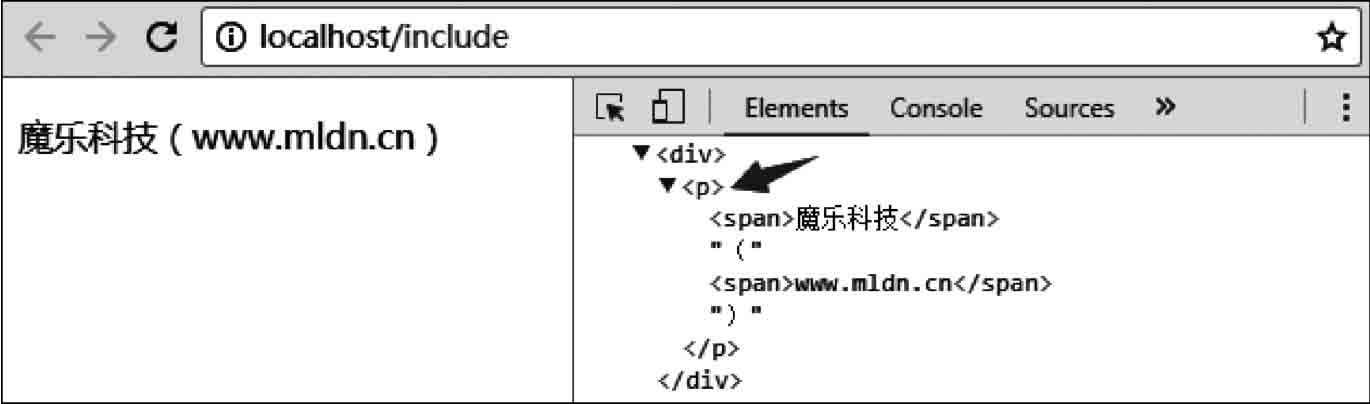 localhost/include
魔乐科技（www.mldn.cn）
Elements Console Sources »
▼<div>
▼<p>
<span>魔乐科技</span>
"（"
<span>www.mldn.cn</span>
"）"
</p>
</div>